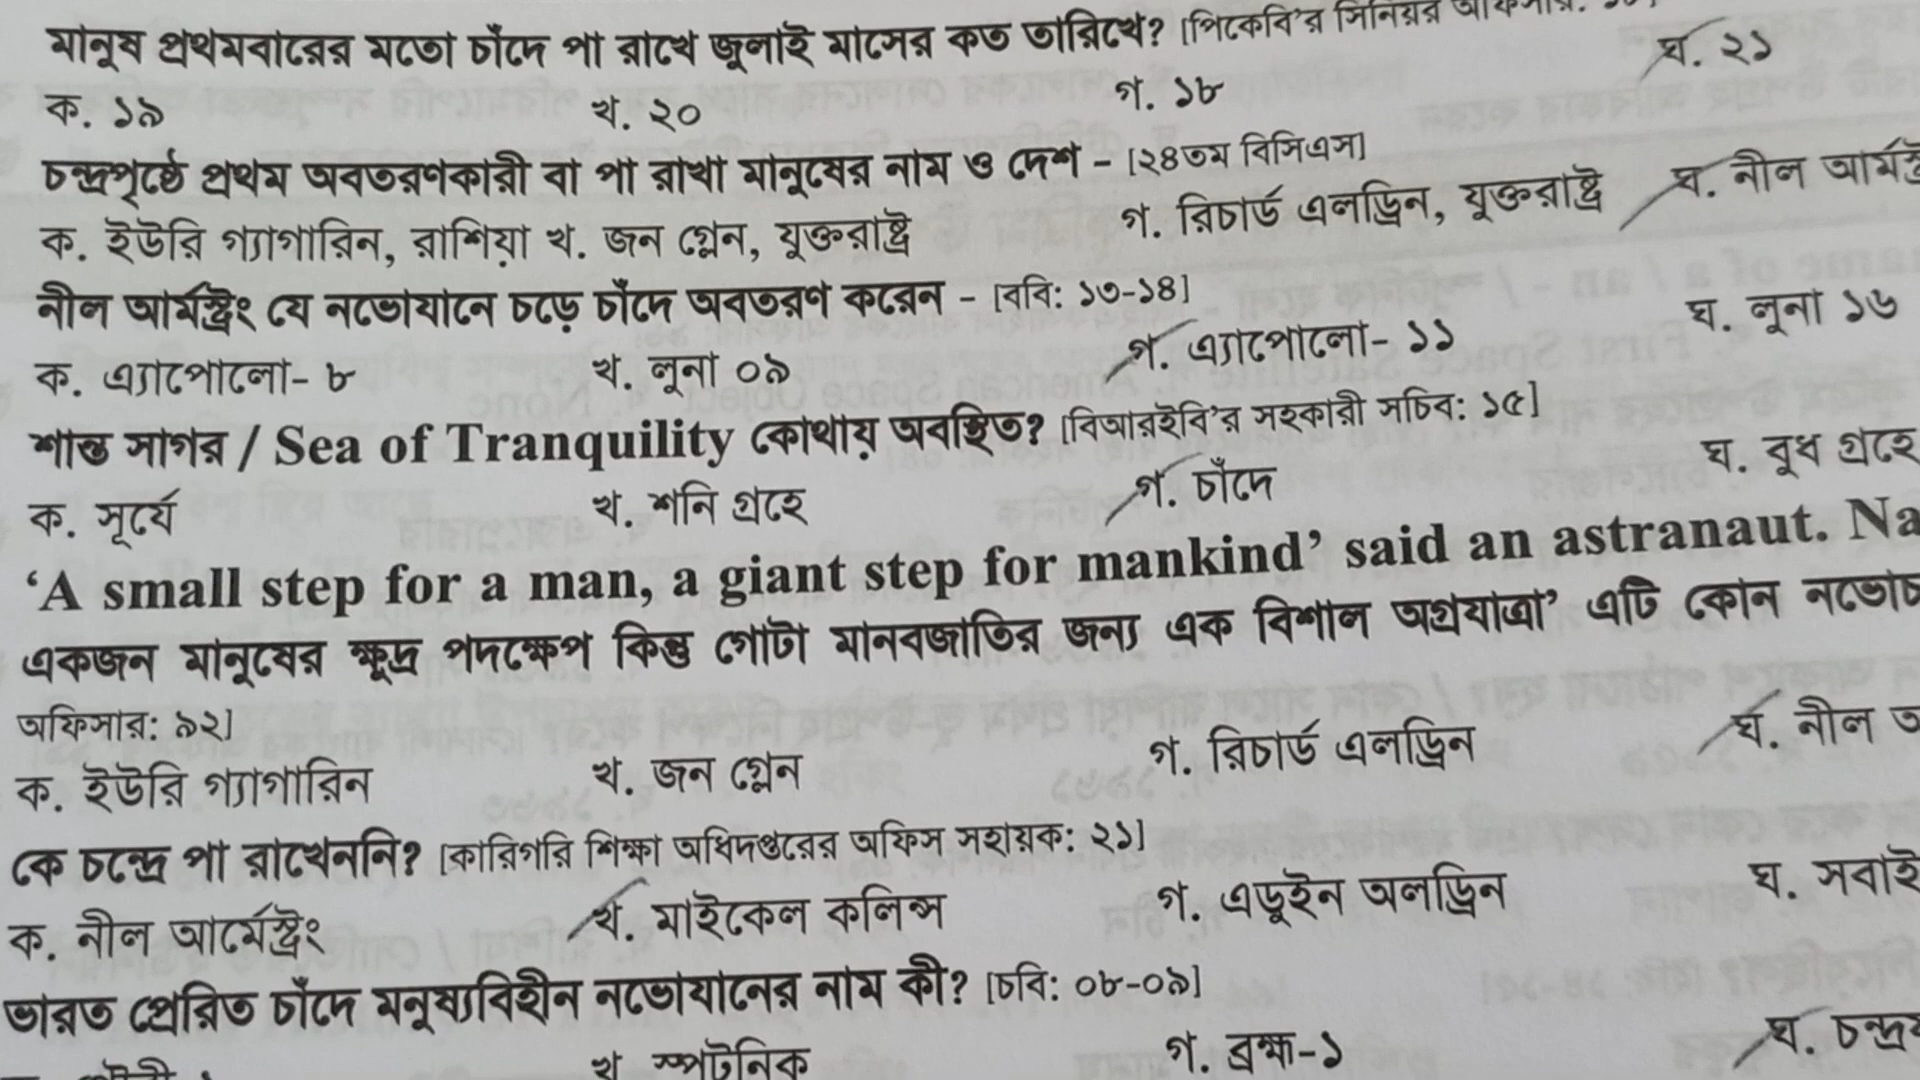 মানুষ প্রথমবারের মতো চাঁদে পা রাখে জুলাই মাসের কত তারিখে? [পিকেবি'র সিনিয়র
ক. ১৯ খ. ২০ গ. ১৮ ঘ. ২১
চন্দ্রপৃষ্ঠে প্রথম অবতরণকারী বা পা রাখা মানুষের নাম ও দেশ – [২৪তম বিসিএস]
ক. ইউরি গ্যাগারিন, রাশিয়া খ. জন গ্লেন, যুক্তরাষ্ট্র গ. রিচার্ড এলড্রিন, যুক্তরাষ্ট্র ঘ. নীল
নীল আর্মস্ট্রং যে নভোযানে চড়ে চাঁদে অবতরণ করেন – [ববি: ১৩-১৪]
ক. এ্যাপোলো- ৮ খ. লুনা ০৯ গ. এ্যাপোলো- ১১ ঘ. লুনা ১৬
শান্ত সাগর / Sea of Tranquility কোথায় অবস্থিত? [বিআরইবি'র সহকারী সচিব: ১৫]
ক. সূর্যে খ. শনি গ্রহে গ. চাঁদে ঘ. বুধ গ্রহে
‘A small step for a man, a giant step for mankind’ said an astranaut. Na
একজন মানুষের ক্ষুদ্র পদক্ষেপ কিন্তু গোটা মানবজাতির জন্য এক বিশাল অগ্রযাত্রা’ এটি কোন
অফিসার: ৯২]
ক. ইউরি গ্যাগারিন খ. জন গ্লেন গ. রিচার্ড এলড্রিন ঘ. নীল
কে চন্দ্রে পা রাখেননি? [কারিগরি শিক্ষা অধিদপ্তরের অফিস সহায়ক: ২১]
ক. নীল আর্মেস্ট্রং খ. মাইকেল কলিন্স গ. এডুইন অলড্রিন ঘ. সবাই
ভারত প্রেরিত চাঁদে মনুষ্যবিহীন নভোযানের নাম কী? [চবি: ০৮-০৯]
খ স্পুটনিক গ. ব্রহ্ম-১ ঘ.